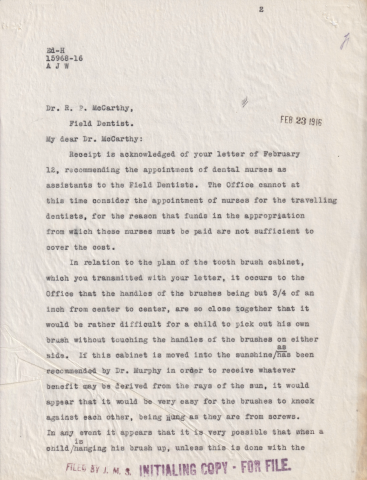 2
Ed-H
15968-16
A J W
Dr. R. P. McCarthy,
FEB 23 1916
Field Dentist.
My dear Dr. McCarthy:
Receipt is acknowledged of your letter of February
12, recommending the appointment of dental nurses as
assistants to the Field Dentists. The Office cannot at
this time consider the appointment of nurses for the travelling
dentists, for the reason that funds in the appropriation
from which these nurses must be paid are not sufficient to
cover the cost.
In relation to the plan of the tooth brush cabinet,
which you transmitted with your letter, it occurs to the
Office that the handles of the brushes being but 3/4 of an
inch from center to center, are so close together that it
would be rather difficult for a child to pick out his own
brush without touching the handles of the brushes on either
as
side. If this cabinet is moved into the sunshine/has been
recommended by Dr. Murphy in order to receive whatever
benefit may be derived from the rays of the sun, it would
appear that it would be very easy for the brushes to knock
against each other, being hung as they are from screws.
In any event it appears that it is very possible that when a
in
child/hanging his brush up, unless this is done with the
FILED BY J. M. S. INITIALING COPY - FOR FILE.